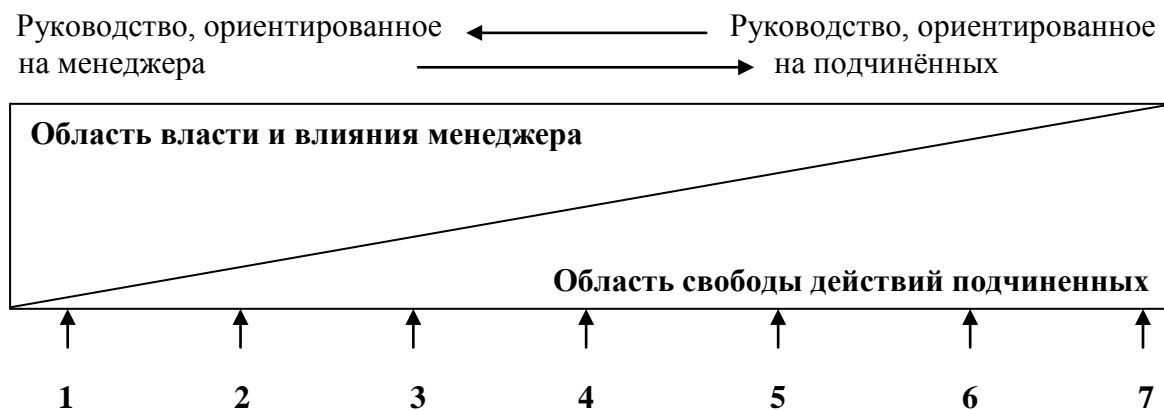 Руководство, ориентированное
на менеджера
Руководство, ориентированное
на подчинённых
Область власти и влияния менеджера
Область свободы действий подчиненных
1 2 3 4 5 6 7